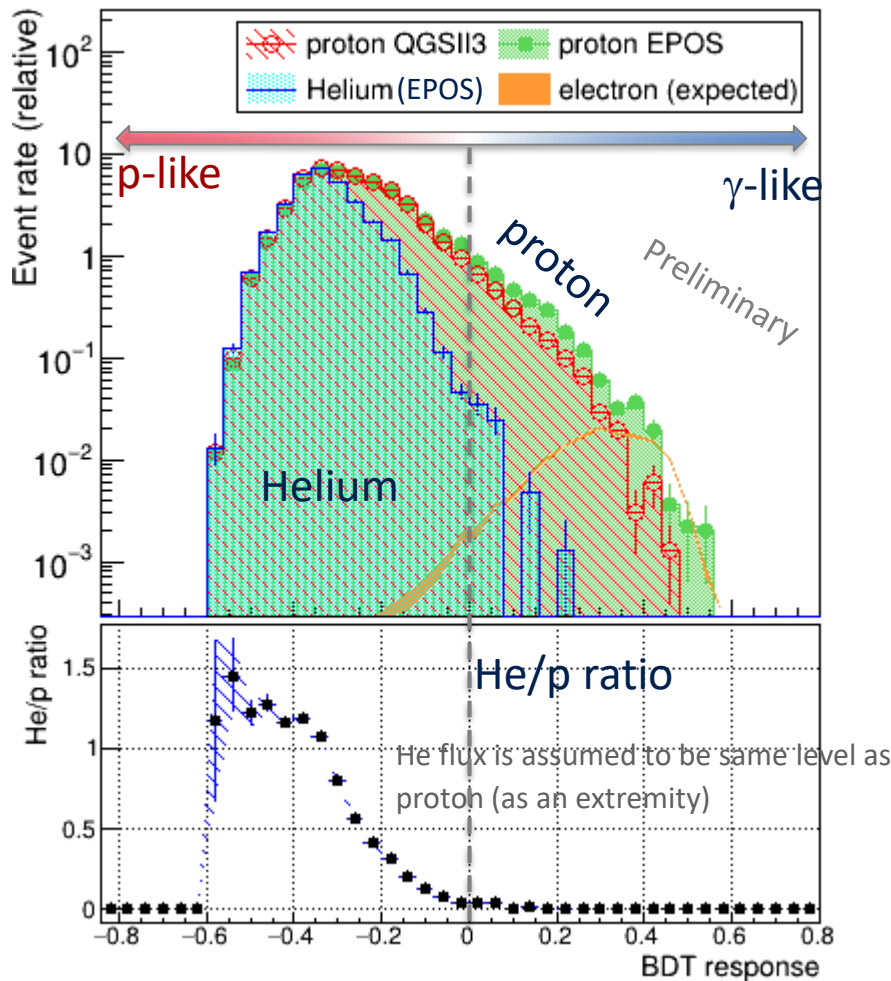 proton QGSII3
proton EPOS
Helium (EPOS)
electron (expected)
Event rate (relative)
10²
10
1
10⁻¹
10⁻²
10⁻³
p-like
γ-like
proton
Preliminary
Helium
He/p ratio
He/p ratio
1.5
1
0.5
0
He flux is assumed to be same level as
proton (as an extremity)
−0.8 −0.6 −0.4 −0.2 0 0.2 0.4 0.6 0.8
BDT response